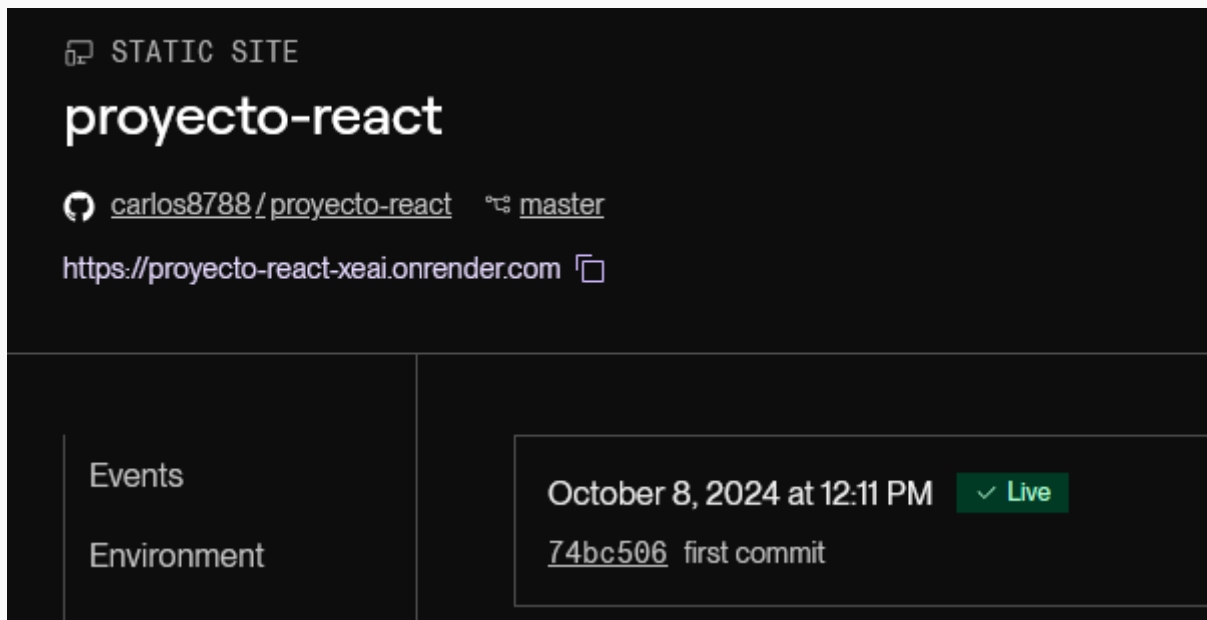 STATIC SITE
proyecto-react
carlos8788/proyecto-react master
https://proyecto-react-xeai.onrender.com
Events
Environment
October 8, 2024 at 12:11 PM Live
74bc506 first commit